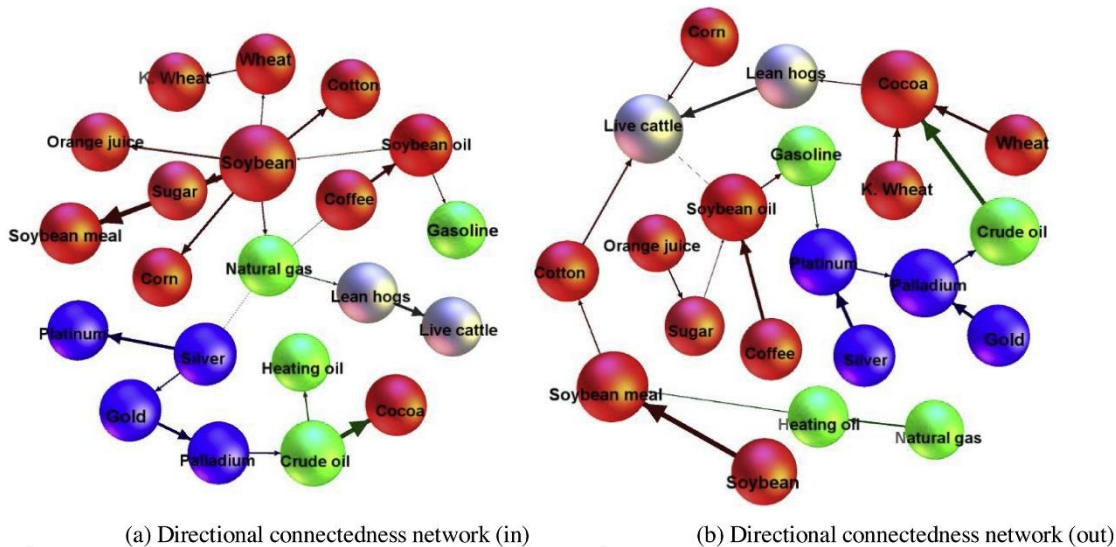 Wheat
K. Wheat
Cotton
Orange juice
Soybean
Soybean oil
Sugar
Coffee
Soybean meal
Gasoline
Corn
Natural gas
Lean hogs
Live cattle
Platinum
Silver
Heating oil
Gold
Cocoa
Palladium
Crude oil
(a) Directional connectedness network (in)
Corn
Lean hogs
Cocoa
Live cattle
Gasoline
Wheat
K. Wheat
Soybean oil
Crude oil
Orange juice
Cotton
Platinum
Palladium
Sugar
Coffee
Silver
Gold
Soybean meal
Heating oil
Natural gas
Soybean
(b) Directional connectedness network (out)